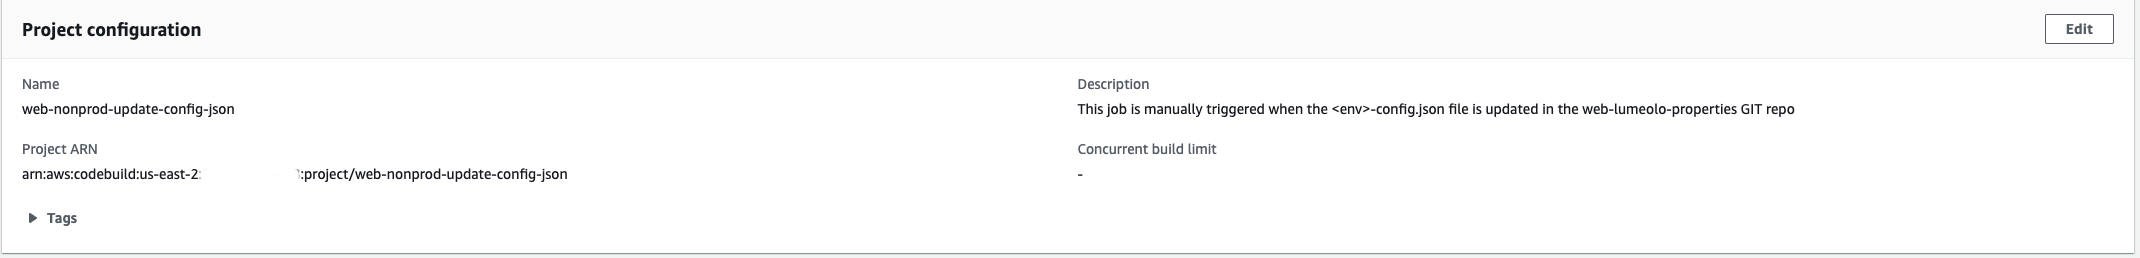 Project configuration
Edit
Name
web-nonprod-update-config-json
Description
This job is manually triggered when the <env>-config.json file is updated in the web-lumeolo-properties GIT repo
Project ARN
arn:aws:codebuild:us-east-2: :project/web-nonprod-update-config-json
Concurrent build limit
-
Tags